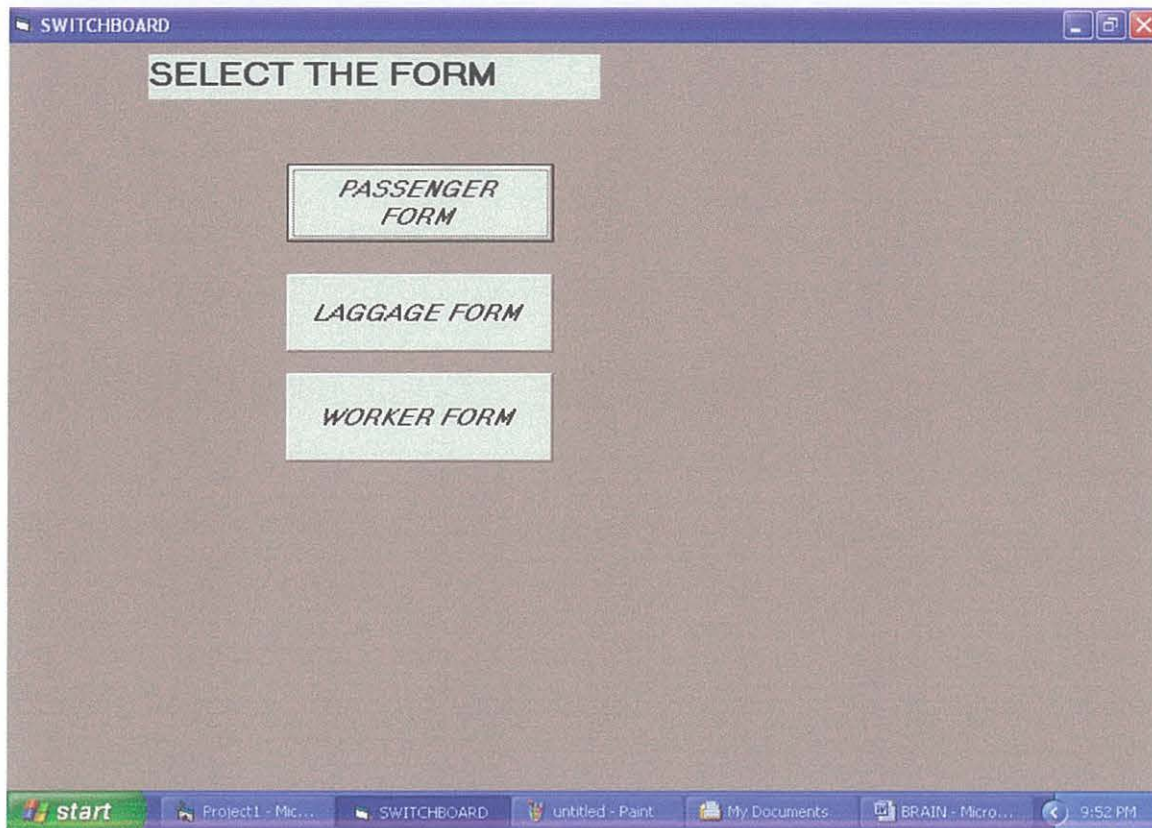 SWITCHBOARD
SELECT THE FORM
PASSENGER
FORM
LAGGAGE FORM
WORKER FORM
start
Project1 - Mic...
SWITCHBOARD
untitled - Paint
My Documents
BRAIN - Micro...
9:52 PM